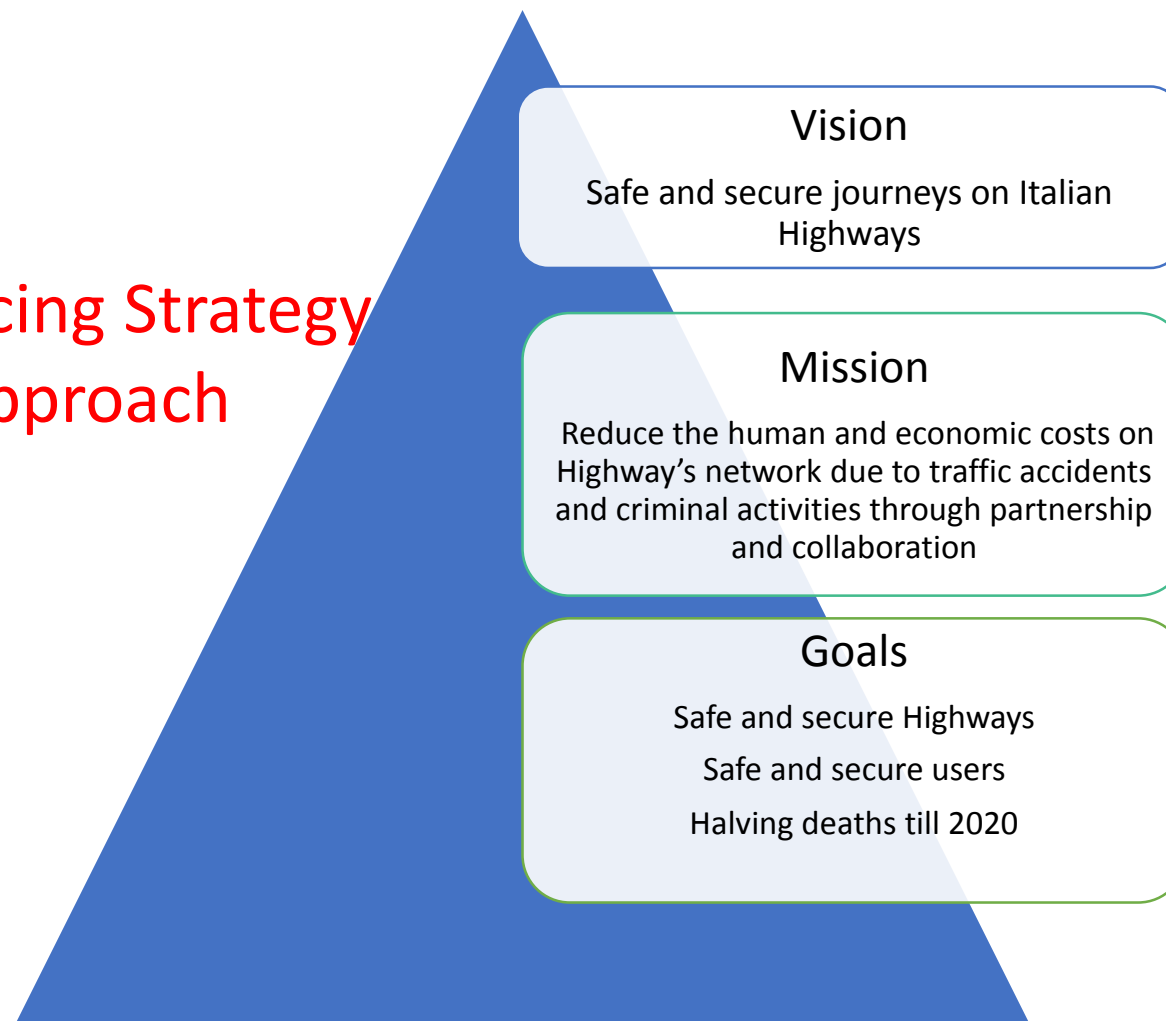 cing Strategy
pproach
Vision
Safe and secure journeys on Italian
Highways
Mission
Reduce the human and economic costs on
Highway’s network due to traffic accidents
and criminal activities through partnership
and collaboration
Goals
Safe and secure Highways
Safe and secure users
Halving deaths till 2020